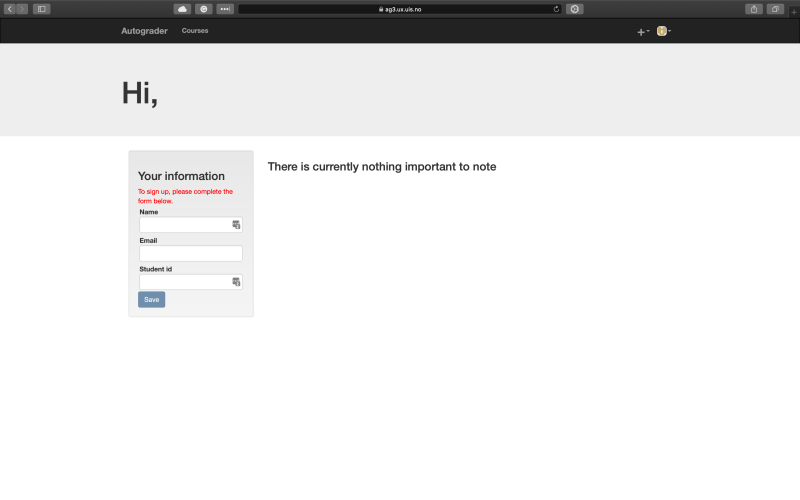 ag3.ux.uis.no
Autograder
Courses
Hi,
Your information
To sign up, please complete the
form below.
Name
Email
Student id
Save
There is currently nothing important to note